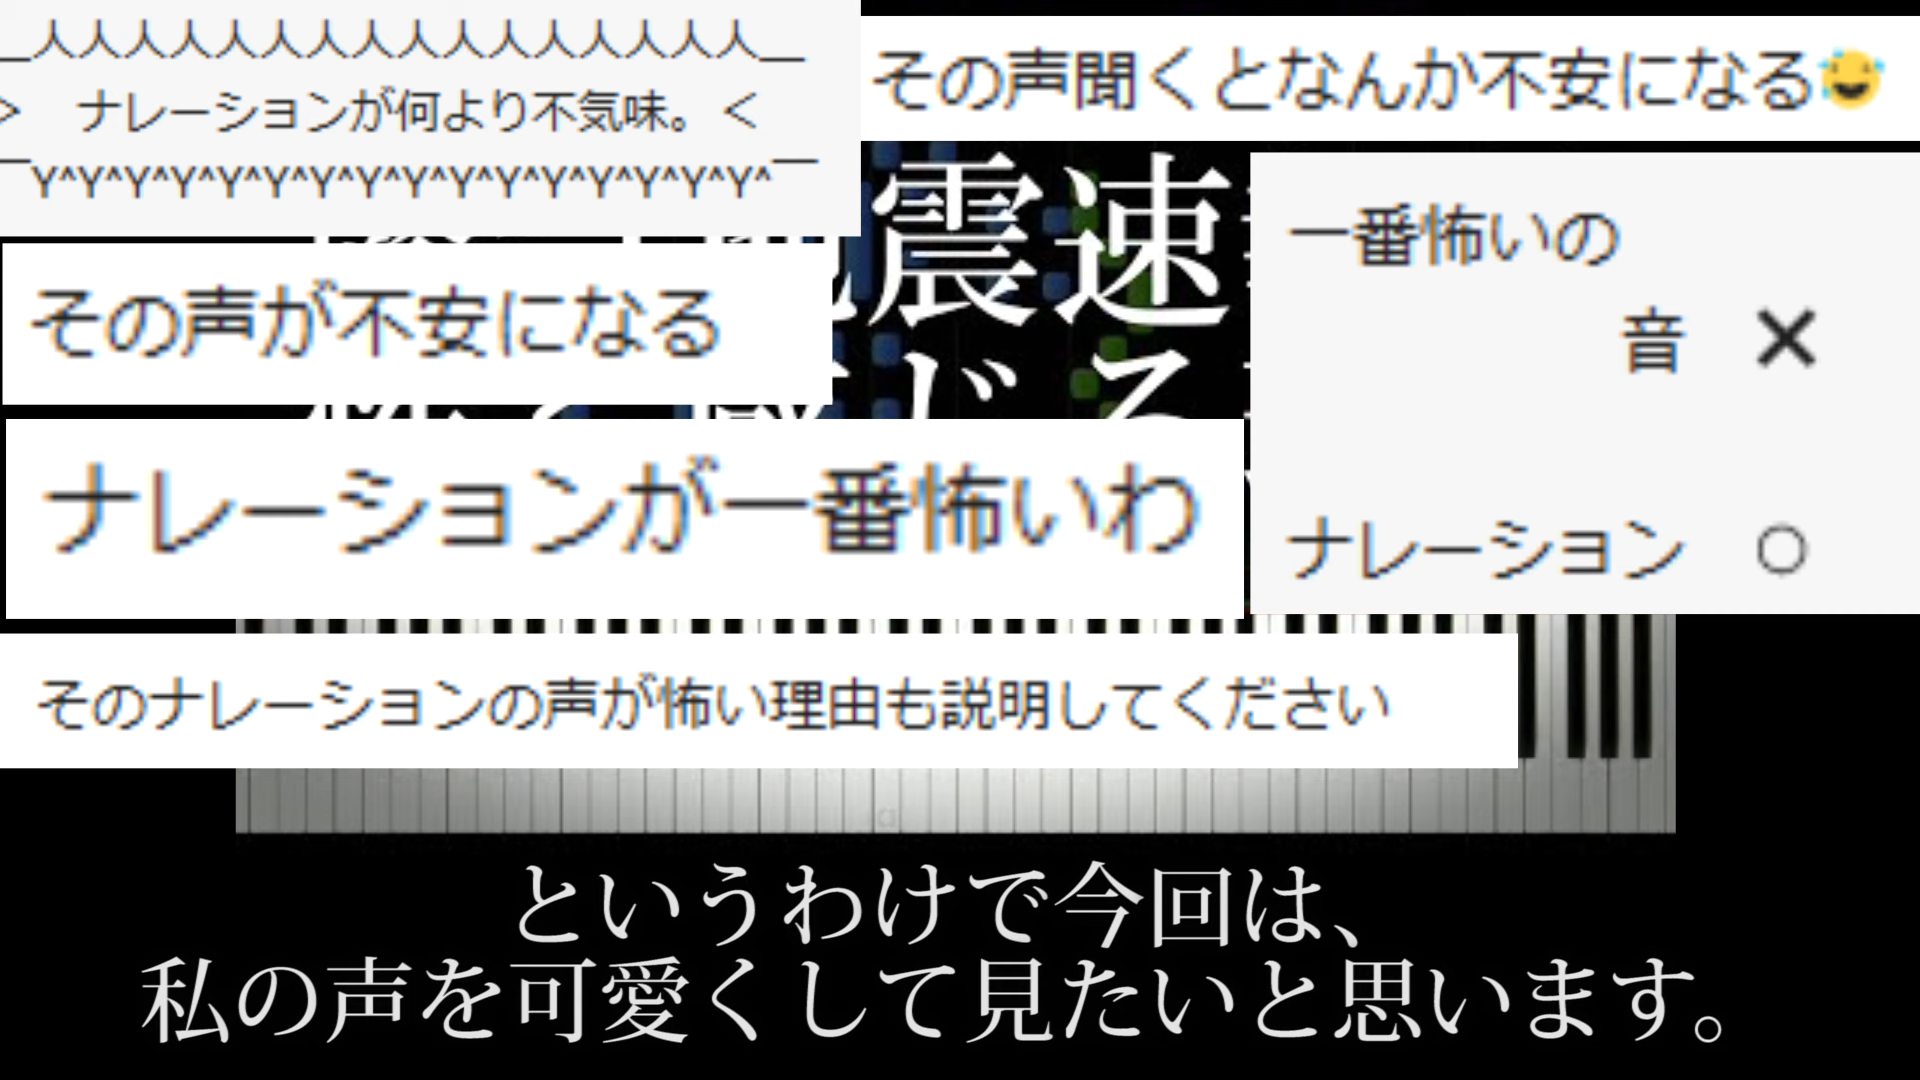 ＿人人人人人人人人人人人人人人人人＿
＞　ナレーションが何より不気味。＜
￣Y^Y^Y^Y^Y^Y^Y^Y^Y^Y^Y^Y^Y^Y^Y^Y^￣
その声聞くとなんか不安になる😅
震速
その声が不安になる
じる
ナレーションが一番怖いわ
一番怖いの
音　✕
ナレーション　○
そのナレーションの声が怖い理由も説明してください
というわけで今回は、
私の声を可愛くして見たいと思います。